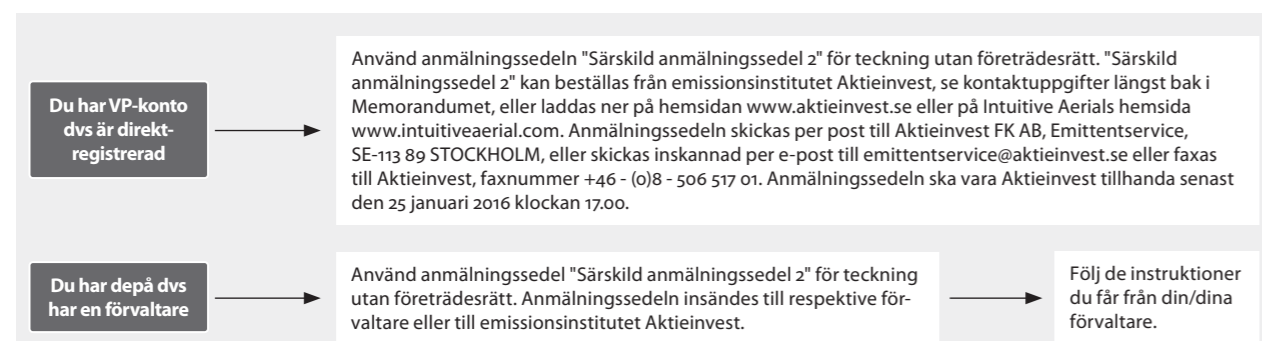 Du har VP-konto
dvs är direkt-
registrerad
Använd anmälningssedeln "Särskild anmälningssedel 2" för teckning utan företrädesrätt. "Särskild
anmälningssedel 2" kan beställas från emissionsinstitutet Aktieinvest, se kontaktuppgifter längst bak i
Memorandumet, eller laddas ner på hemsidan www.aktieinvest.se eller på Intuitive Aerials hemsida
www.intuitiveaerial.com. Anmälningssedeln skickas per post till Aktieinvest FK AB, Emittentservice,
SE-113 89 STOCKHOLM, eller skickas inskannad per e-post till emittentservice@aktieinvest.se eller faxas
till Aktieinvest, faxnummer +46 - (0)8 - 506 517 01. Anmälningssedeln ska vara Aktieinvest tillhanda senast
den 25 januari 2016 klockan 17.00.
Du har depå dvs
har en förvaltare
Använd anmälningssedel "Särskild anmälningssedel 2" för teckning
utan företrädesrätt. Anmälningssedeln insändes till respektive för-
valtare eller till emissionsinstitutet Aktieinvest.
Följ de instruktioner
du får från din/dina
förvaltare.